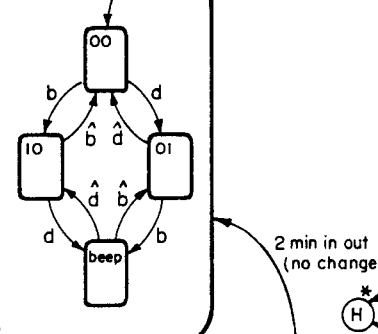 00
b
d
b̂
d̂
10
01
d̂
b̂
d
b
beep
2 min in out
(no change
*
H